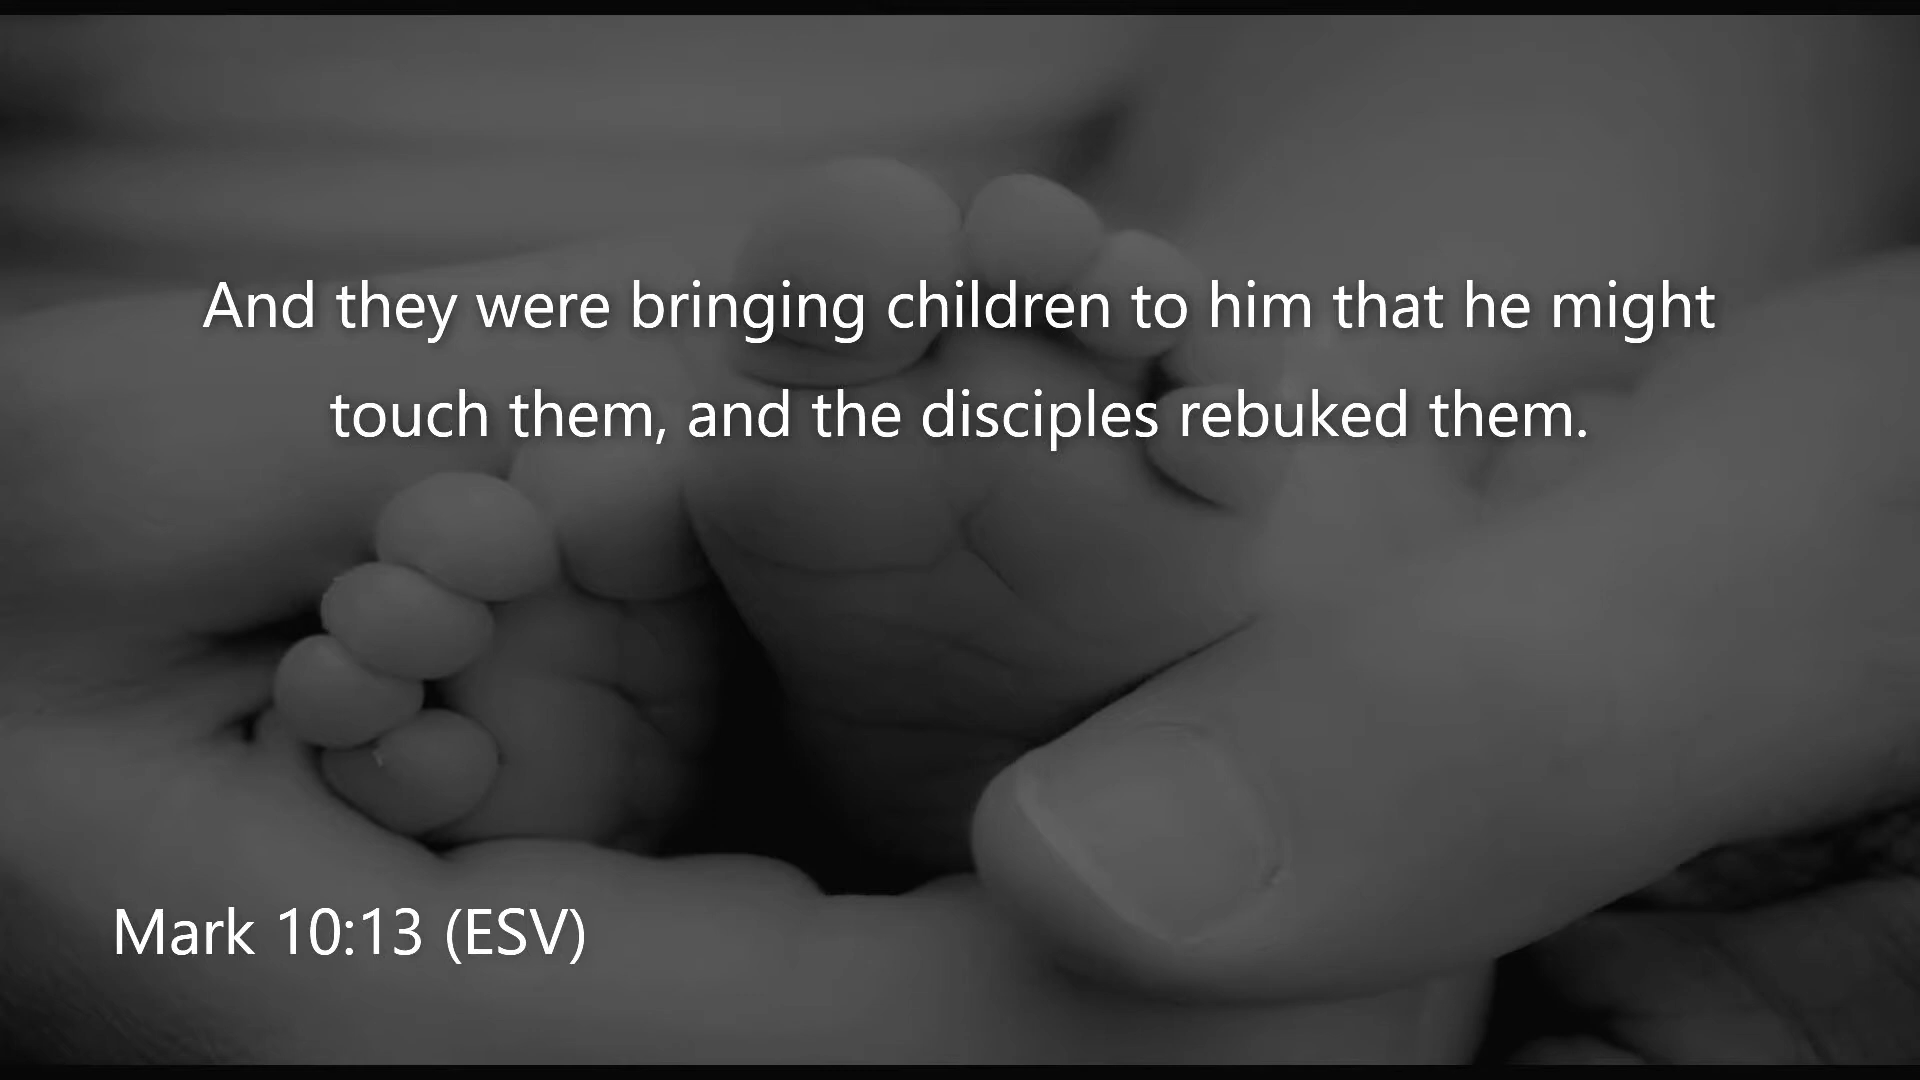 And they were bringing children to him that he might
touch them, and the disciples rebuked them.
Mark 10:13 (ESV)